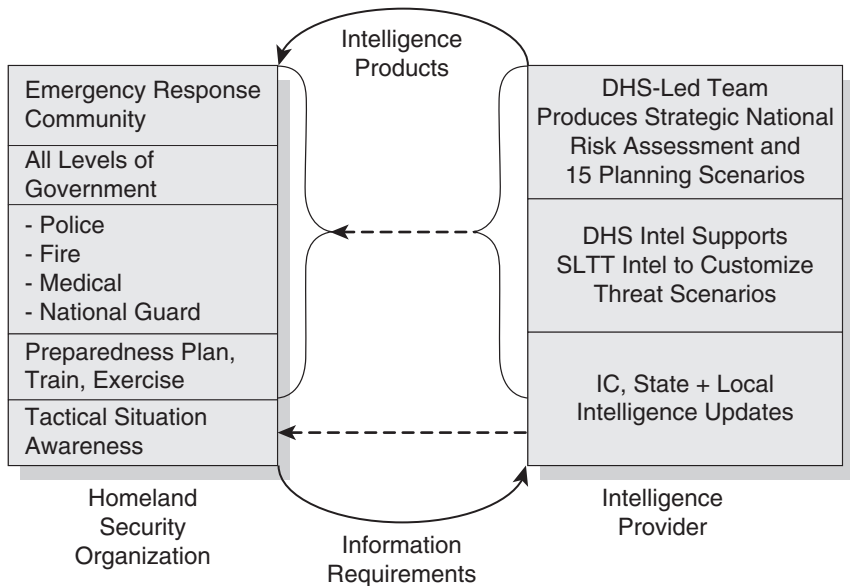 Intelligence
Products
Emergency Response
Community
All Levels of
Government
- Police
- Fire
- Medical
- National Guard
Preparedness Plan,
Train, Exercise
Tactical Situation
Awareness
Homeland
Security
Organization
DHS-Led Team
Produces Strategic National
Risk Assessment and
15 Planning Scenarios
DHS Intel Supports
SLTT Intel to Customize
Threat Scenarios
IC, State + Local
Intelligence Updates
Intelligence
Provider
Information
Requirements